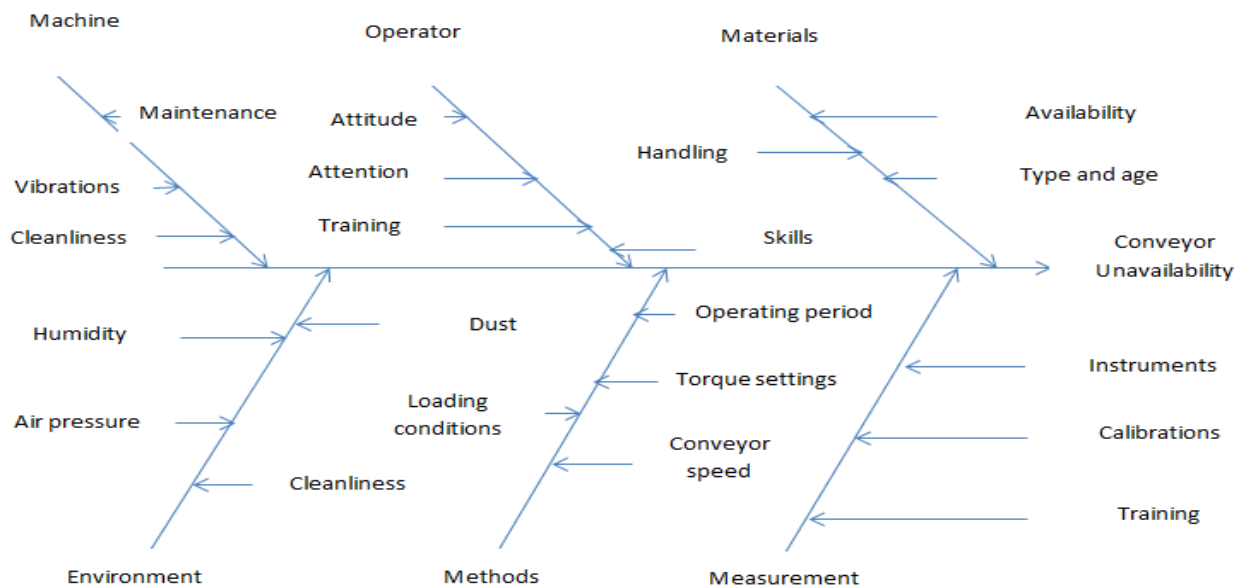 Machine
Operator
Materials
Maintenance
Attitude
Availability
Handling
Vibrations
Attention
Type and age
Cleanliness
Training
Skills
Conveyor
Unavailability
Humidity
Dust
Operating period
Instruments
Torque settings
Air pressure
Loading
conditions
Conveyor
speed
Calibrations
Cleanliness
Training
Environment
Methods
Measurement